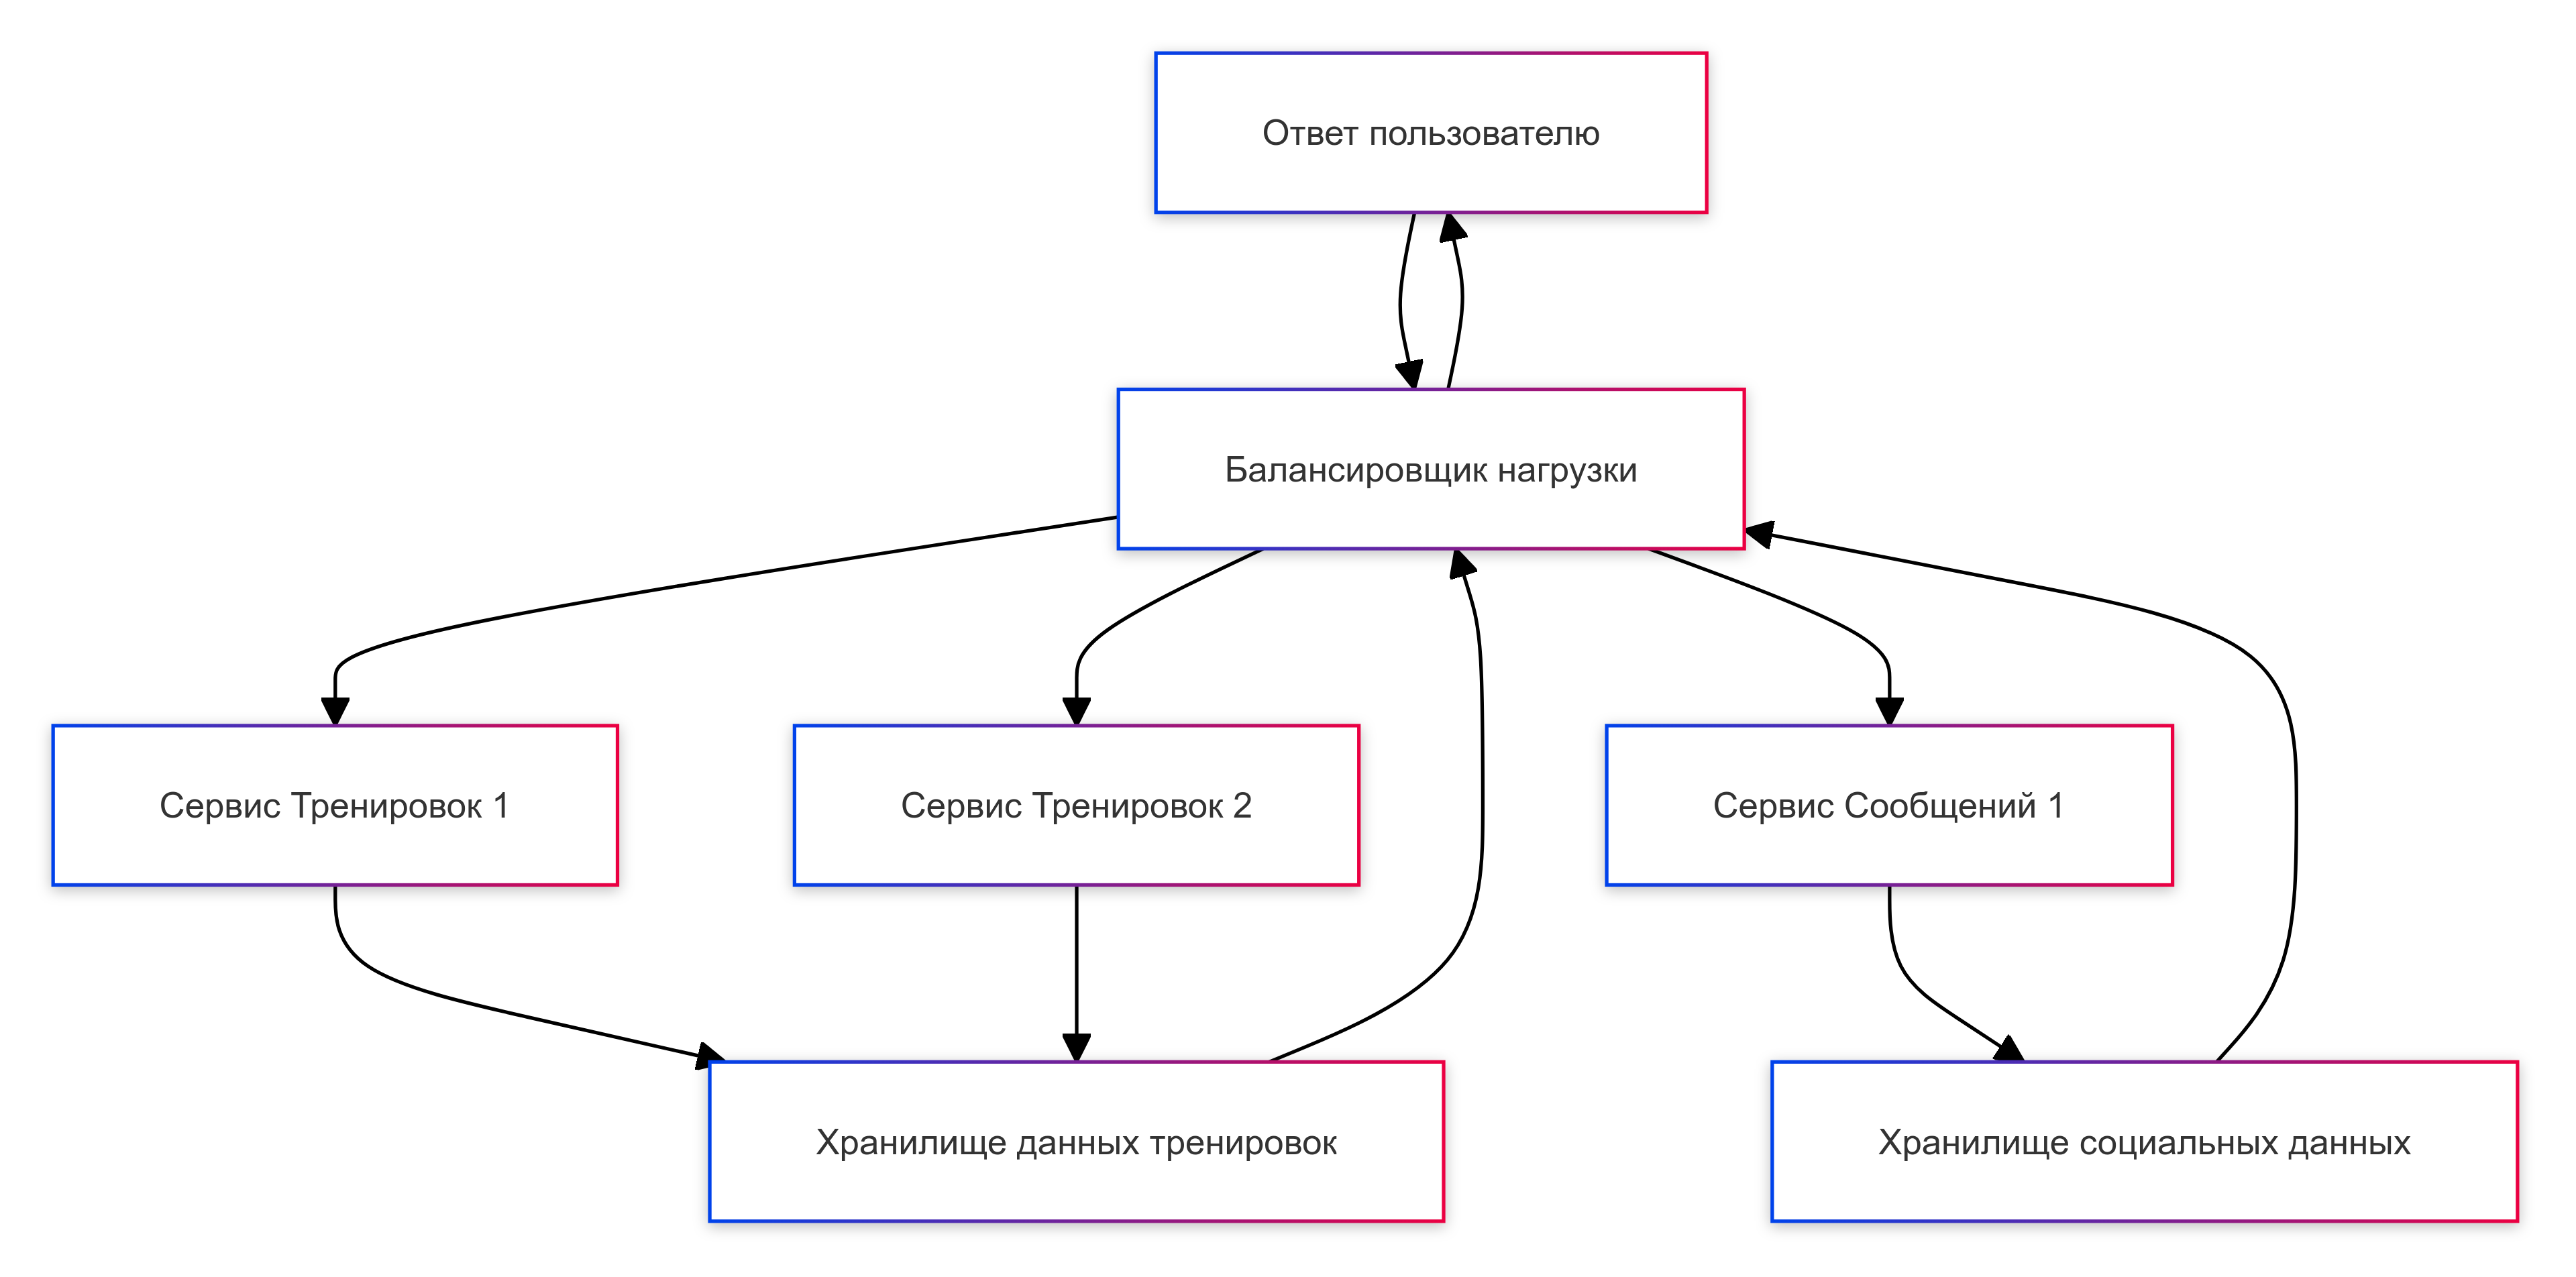 Ответ пользователю
Балансировщик нагрузки
Сервис Тренировок 1
Сервис Тренировок 2
Сервис Сообщений 1
Хранилище данных тренировок
Хранилище социальных данных